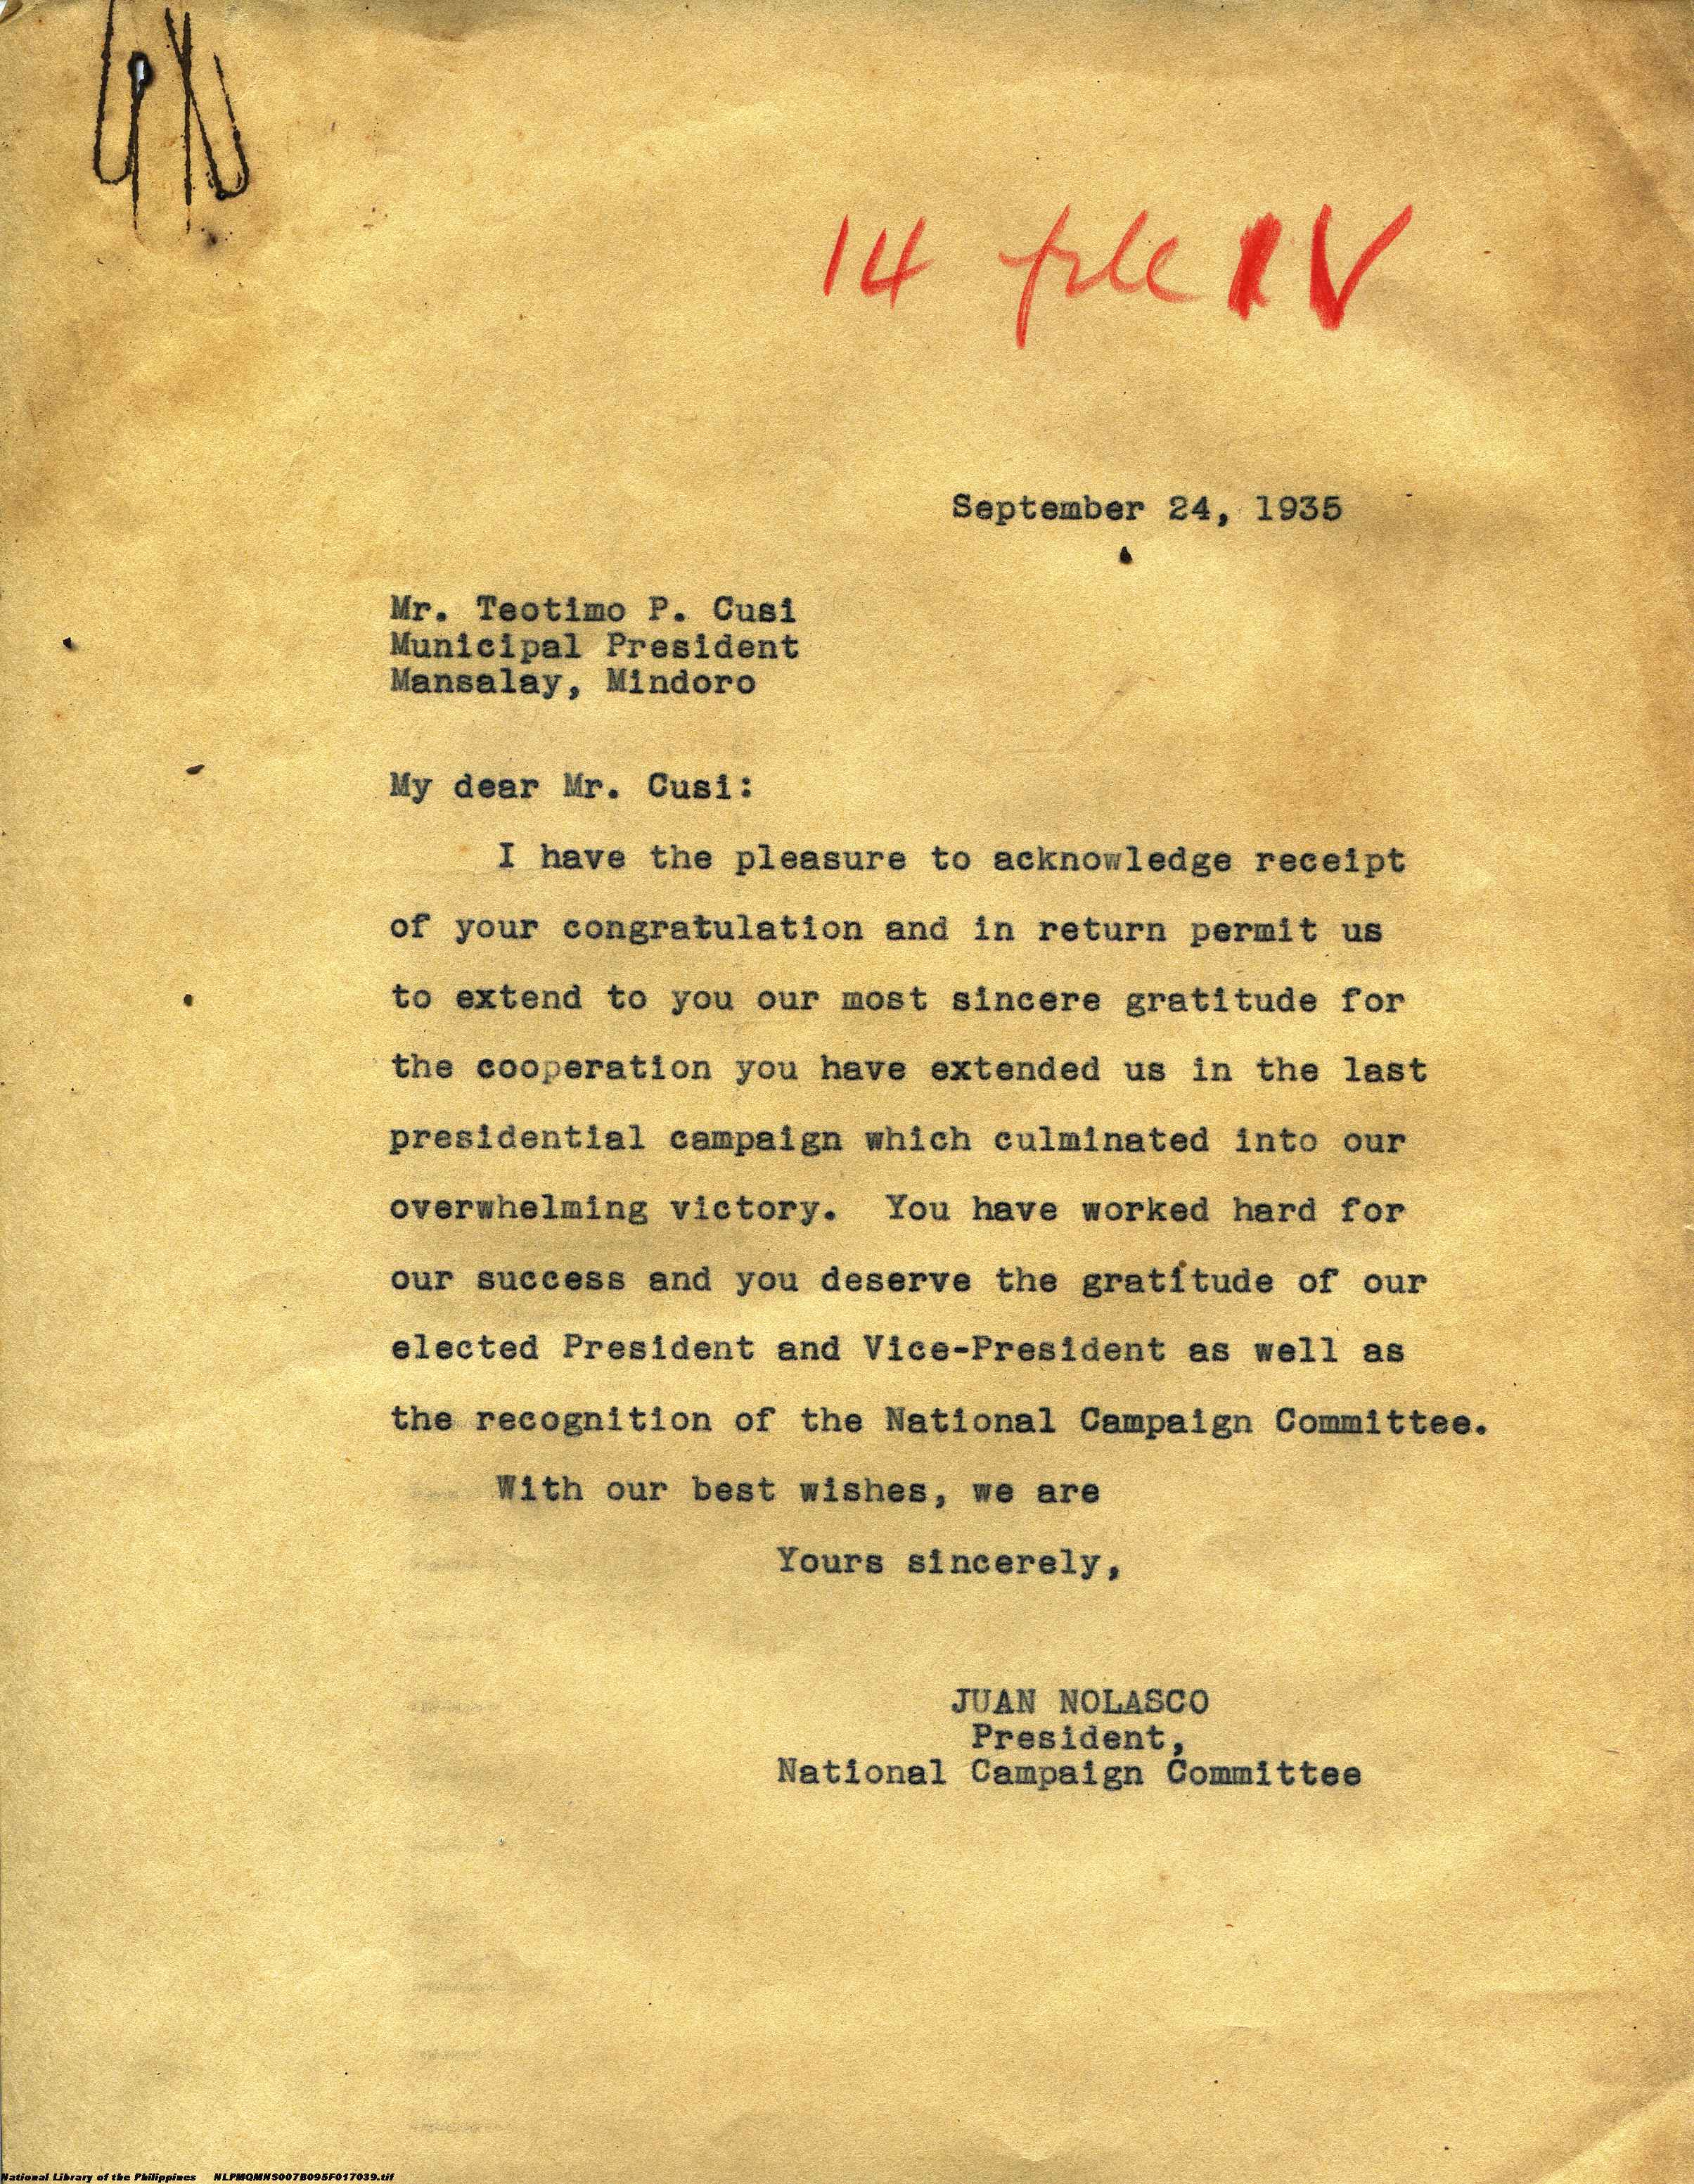 14 file V
September 24, 1935
Mr. Teotimo P. Cusi
Municipal President
Mansalay, Mindoro
My dear Mr. Cusi:
I have the pleasure to acknowledge receipt
of your congratulation and in return permit us
to extend to you our most sincere gratitude for
the cooperation you have extended us in the last
presidential campaign which culminated into our
overwhelming victory. You have worked hard for
our success and you deserve the gratitude of our
elected President and Vice-President as well as
the recognition of the National Campaign Committee.
With our best wishes, we are
Yours sincerely,
JUAN NOLASCO
President,
National Campaign Committee
National Library of the Philippines NLPMQMNS007B095F017039.tif